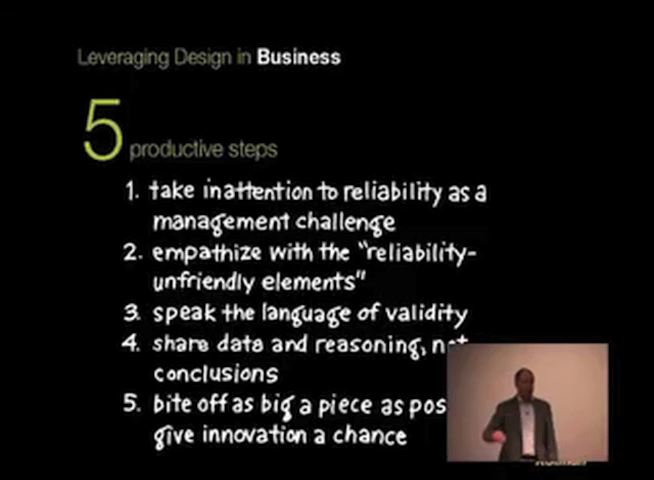 Leveraging Design in Business
5 productive steps
1. take inattention to reliability as a
management challenge
2. empathize with the "reliability-
unfriendly elements"
3. speak the language of validity
4. share data and reasoning,
conclusions
5. bite off as big a piece as
give innovation a chance